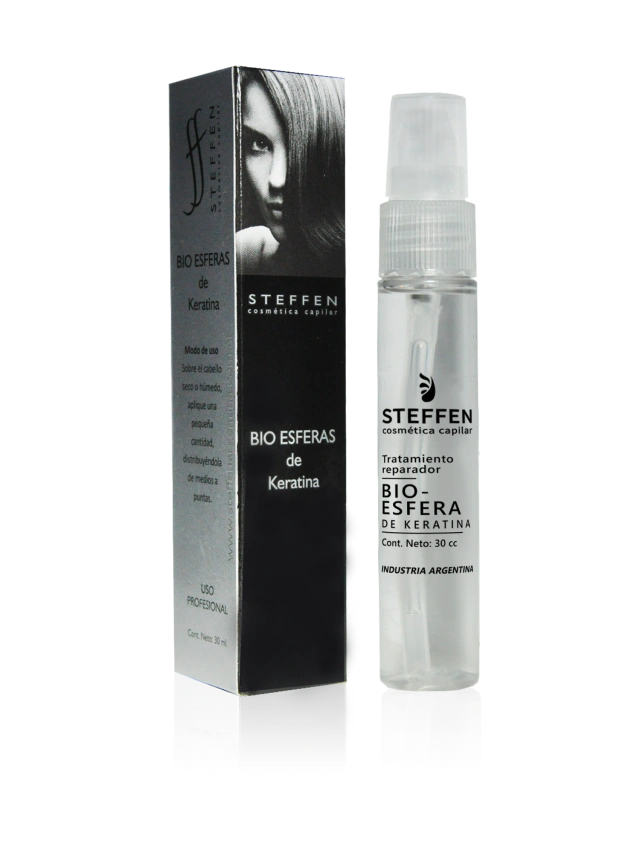 STEFFEN
cosmética capilar
BIO ESFERAS
de
Keratina
Modo de uso
Sobre el cabello
seco o húmedo,
aplique una
pequeña
cantidad,
distribuyéndola
de medios a
puntas.
USO
PROFESIONAL
Cont. Neto: 30 ml
STEFFEN
cosmética capilar
BIO ESFERAS
de
Keratina
STEFFEN
cosmética capilar
Tratamiento
reparador
BIO-
ESFERA
DE KERATINA
Cont. Neto: 30 cc
INDUSTRIA ARGENTINA